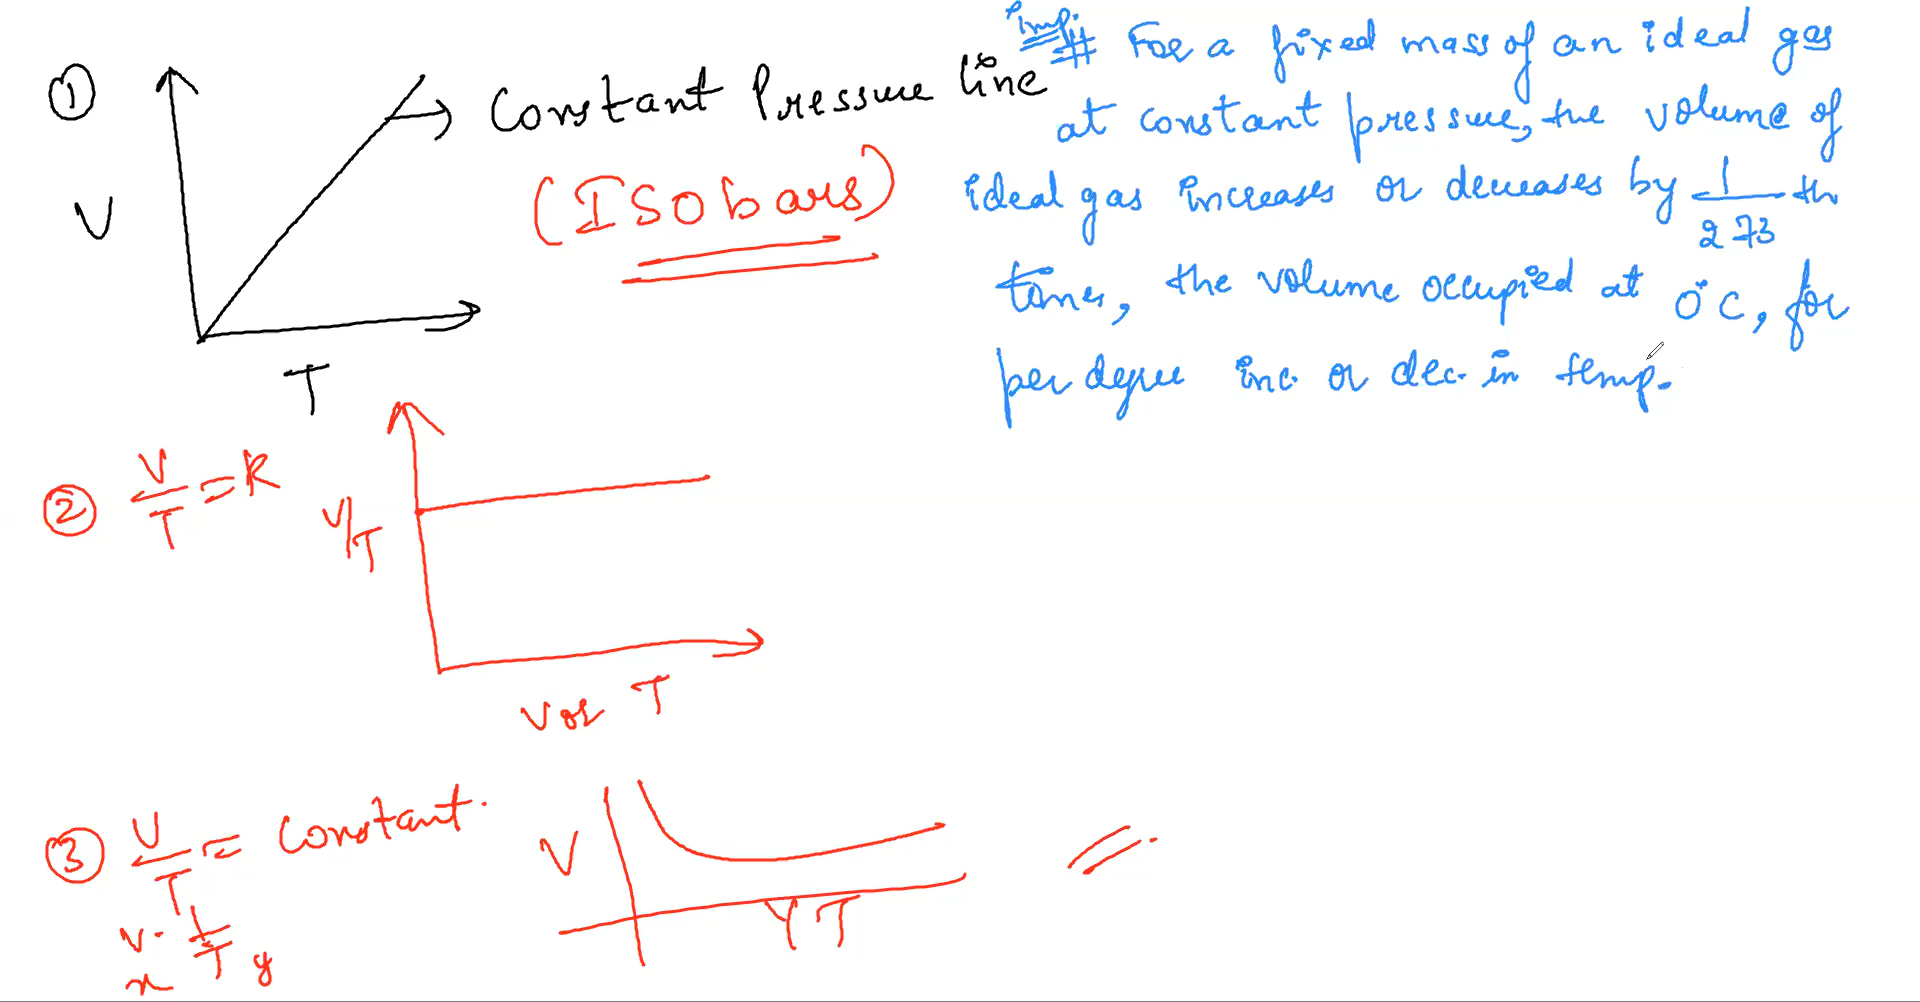 ① Constant Pressure line
(ISObars)
V
T
② V/T = K
V/T
V or T
③ V/T = Constant.
V. 1/T
x y
V
1/T
imp.
# For a fixed mass of an ideal gas
at constant pressure, the volume of
ideal gas increases or decreases by 1/273 th
times, the volume occupied at 0°C, for
per degree inc. or dec. in temp.